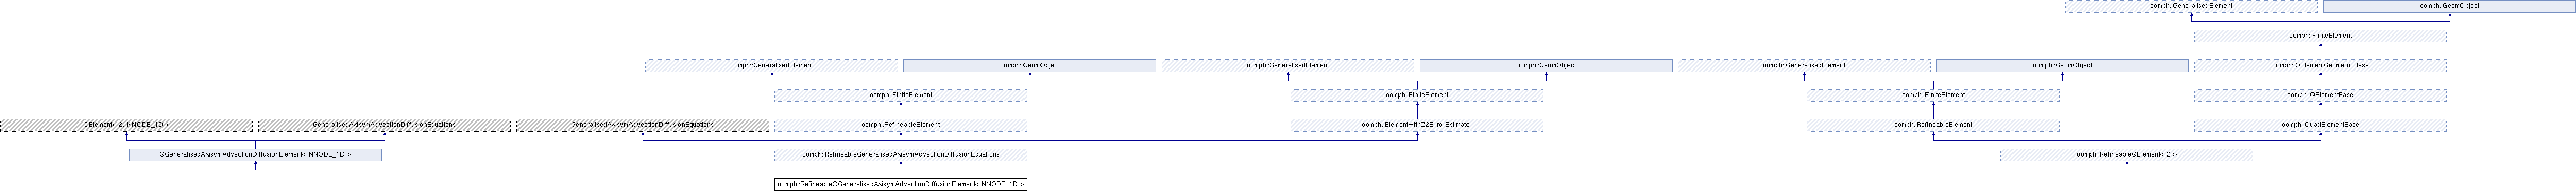 oomph::GeneralisedElement oomph::GeomObject
oomph::FiniteElement
oomph::GeneralisedElement oomph::GeomObject oomph::GeneralisedElement oomph::GeomObject oomph::GeneralisedElement oomph::GeomObject oomph::QElementGeometricBase
oomph::FiniteElement oomph::FiniteElement oomph::FiniteElement oomph::QElementBase
QElement< 2, NNODE_1D > GeneralisedAxisymAdvectionDiffusionEquations GeneralisedAxisymAdvectionDiffusionEquations oomph::RefineableElement oomph::ElementWithZ2ErrorEstimator oomph::RefineableElement oomph::QuadElementBase
QGeneralisedAxisymAdvectionDiffusionElement< NNODE_1D > oomph::RefineableGeneralisedAxisymAdvectionDiffusionEquations oomph::RefineableQElement< 2 >
oomph::RefineableQGeneralisedAxisymAdvectionDiffusionElement< NNODE_1D >